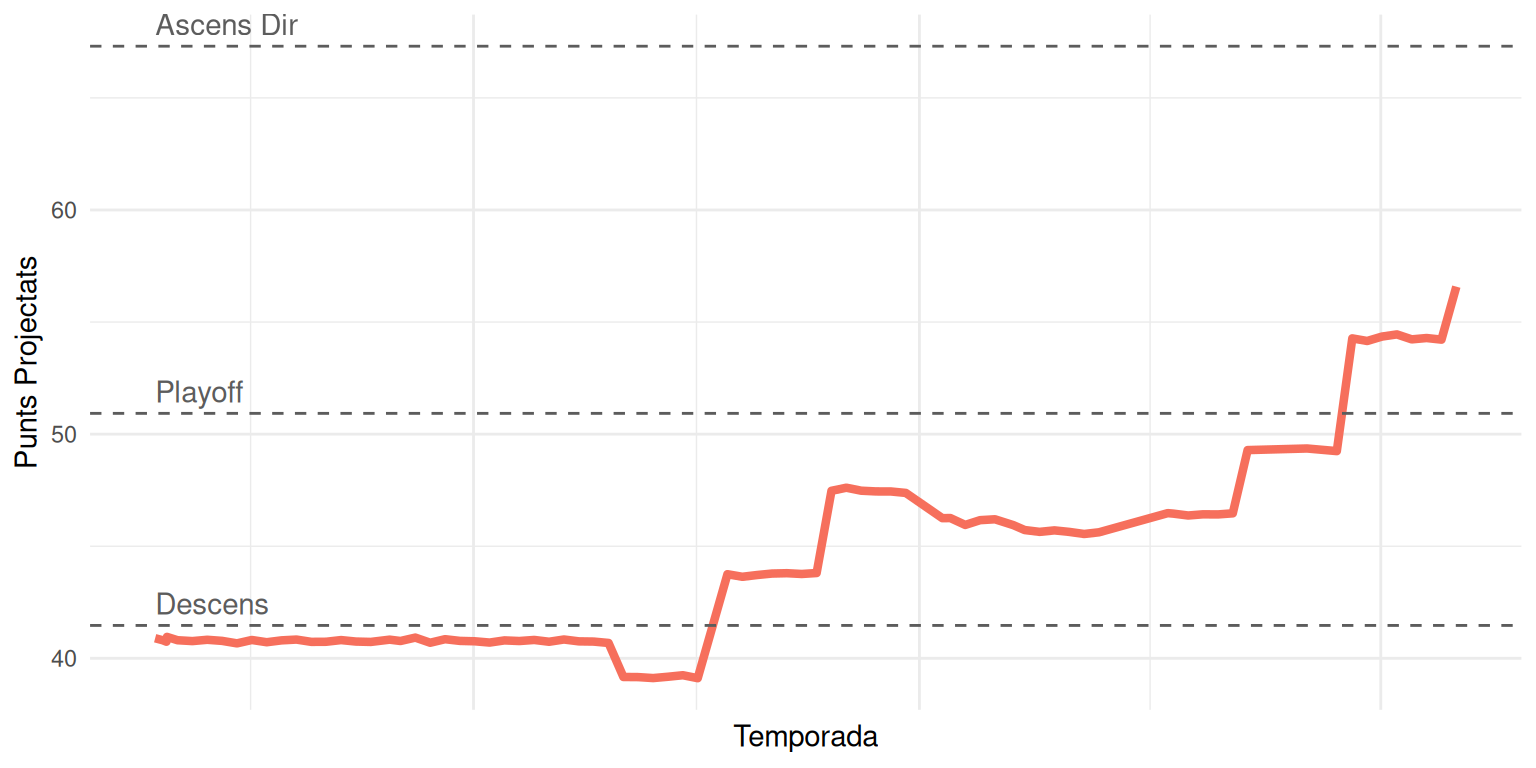 Ascens Dir
60
Playoff
50
Descens
40
Punts Projectats
Temporada